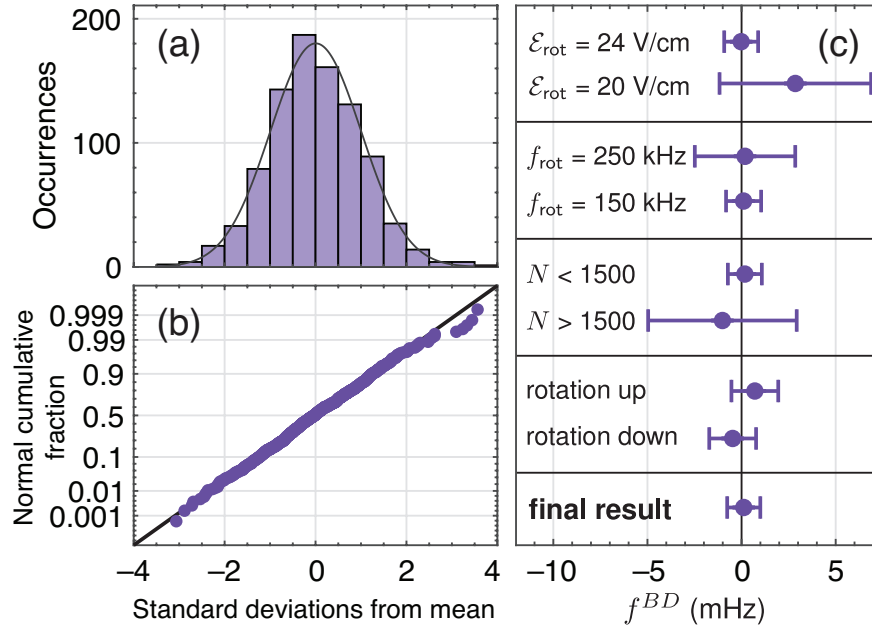 200
100
0
Occurrences
(a)
0.999
0.99
0.9
0.5
0.1
0.01
0.001
Normal cumulative
fraction
(b)
−4 −2 0 2 4
Standard deviations from mean
(c)
ℰrot = 24 V/cm
ℰrot = 20 V/cm
frot = 250 kHz
frot = 150 kHz
N < 1500
N > 1500
rotation up
rotation down
final result
−10 −5 0 5
f^BD (mHz)